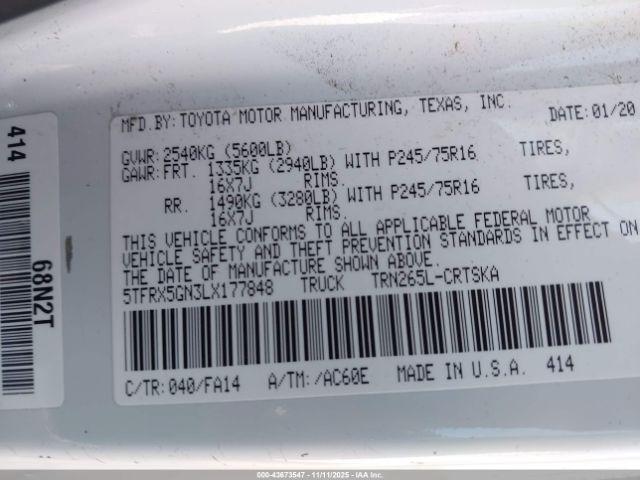 MFD.BY: TOYOTA MOTOR MANUFACTURING, TEXAS, INC. DATE: 01/20
GVWR: 2540KG (5600LB)
GAWR: FRT. 1335KG (2940LB) WITH P245/75R16 TIRES,
16X7J RIMS.
RR. 1490KG (3280LB) WITH P245/75R16 TIRES,
16X7J RIMS.
THIS VEHICLE CONFORMS TO ALL APPLICABLE FEDERAL MOTOR
VEHICLE SAFETY AND THEFT PREVENTION STANDARDS IN EFFECT ON
THE DATE OF MANUFACTURE SHOWN ABOVE.
5TFRX5GN3LX177848 TRUCK TRN265L-CRTSKA
C/TR: 040/FA14 A/TM: /AC60E MADE IN U.S.A. 414
414
68N2T
000-43673547 - 11/11/2025 - IAAI.COM